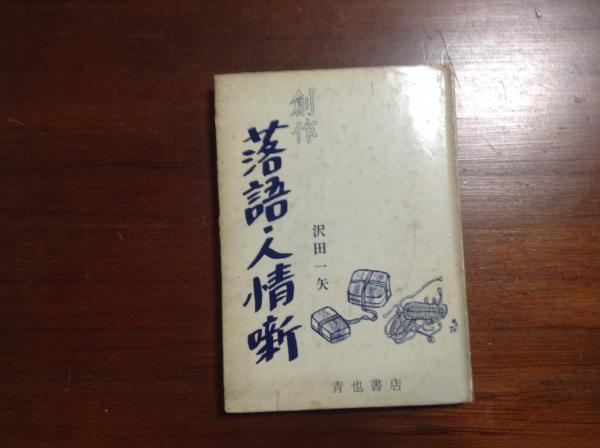 創作
落語・人情噺
沢田一矢
青也書店